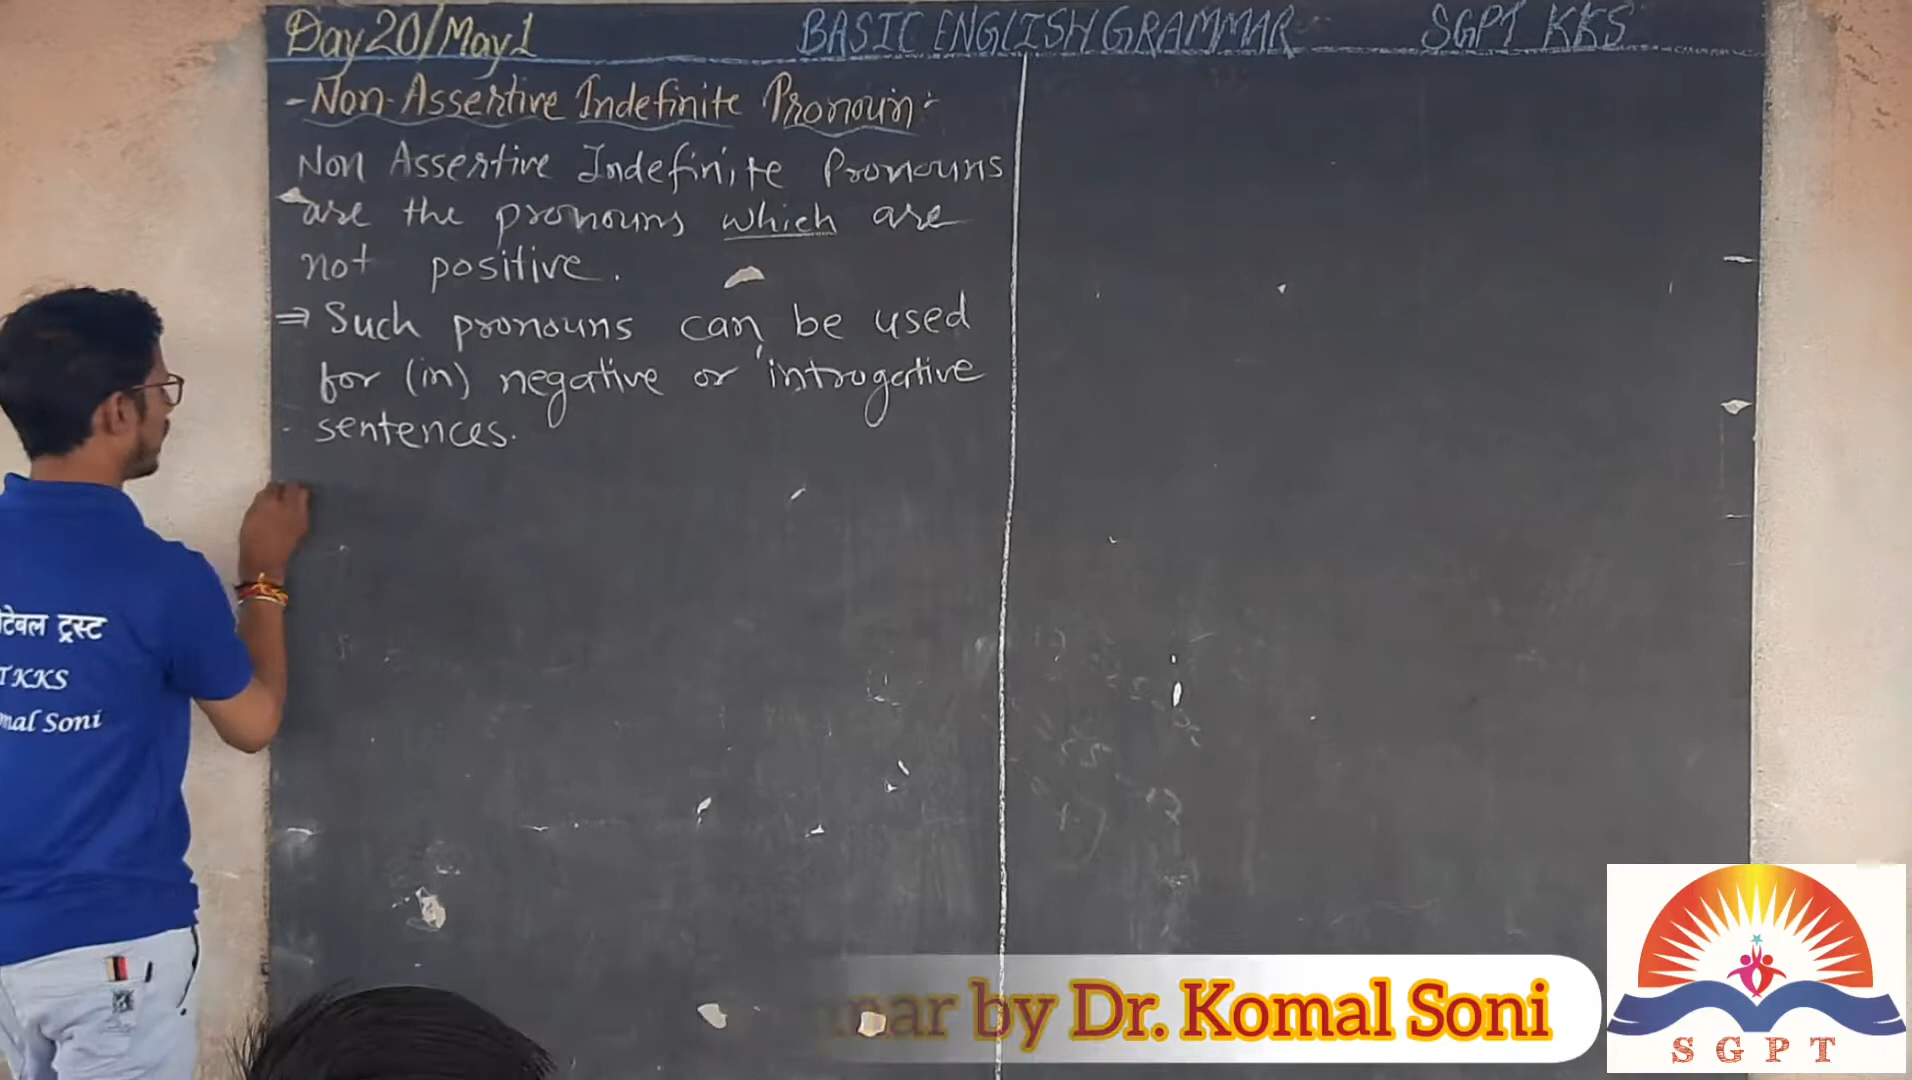 Day 20/May 1 BASIC ENGLISH GRAMMAR SGPT KKS
- Non-Assertive Indefinite Pronoun:-
Non Assertive Indefinite Pronouns
are the pronouns which are
not positive.
⇒ Such pronouns can be used
for (in) negative or introgative
sentences.
टेबल ट्रस्ट
T KKS
mal Soni
mar by Dr. Komal Soni
SGPT